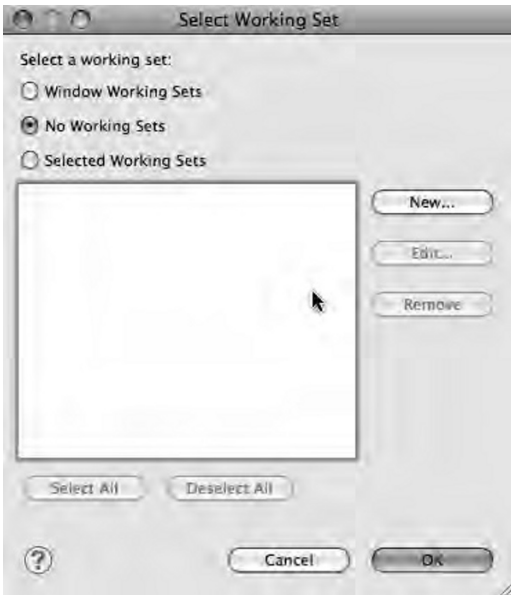 Select Working Set
Select a working set:
Window Working Sets
No Working Sets
Selected Working Sets
New...
Edit...
Remove
Select All
Deselect All
?
Cancel
OK